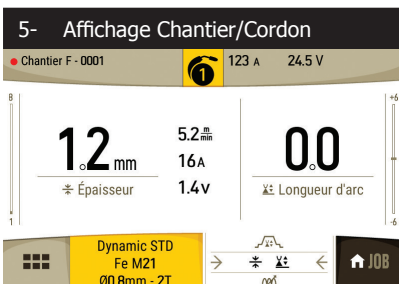 5- Affichage Chantier/Cordon
Chantier F - 0001
1
123 A 24.5 V
8
+6
1.2 mm
5.2 m/min
16 A
1.4 V
0.0
Épaisseur
Longueur d'arc
1
-6
Dynamic STD
Fe M21
Ø0.8mm - 2T
JOB